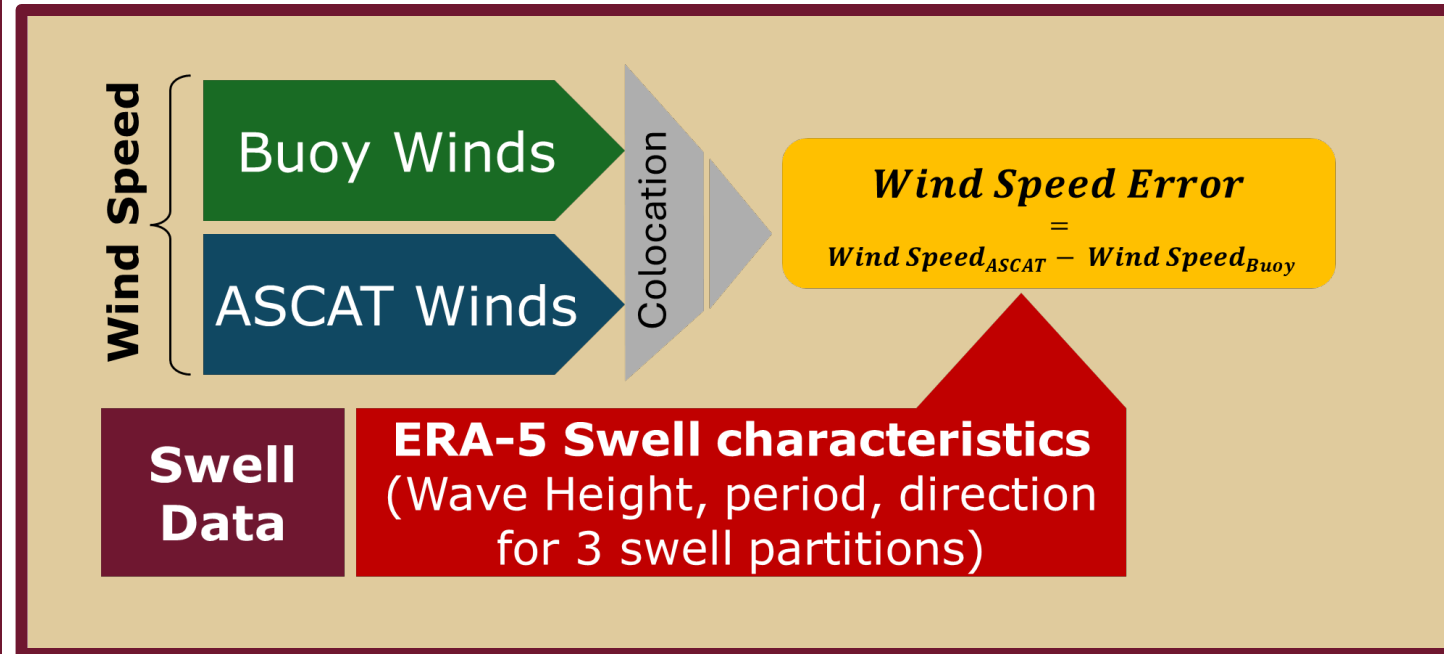 Wind Speed
Buoy Winds
ASCAT Winds
Colocation
Wind Speed Error
=
Wind Speed_ASCAT − Wind Speed_Buoy
Swell
Data
ERA-5 Swell characteristics
(Wave Height, period, direction
for 3 swell partitions)